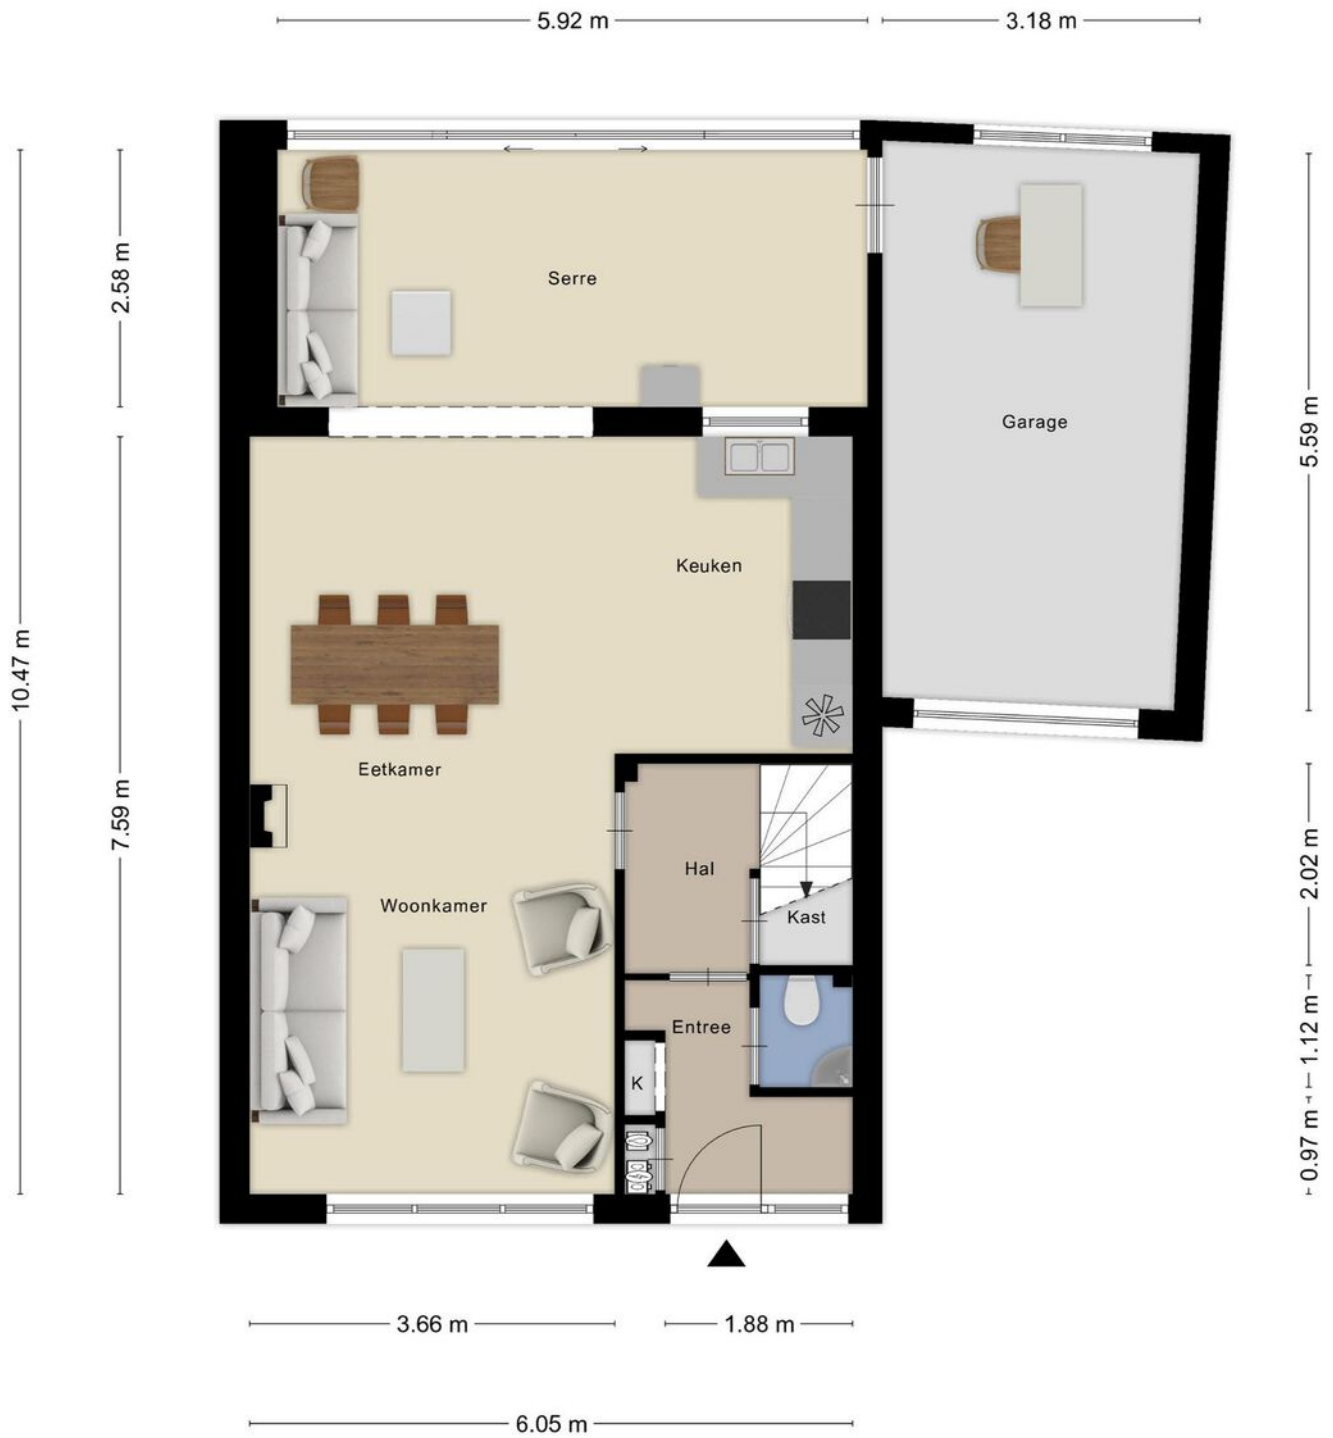 5.92 m
3.18 m
2.58 m
Serre
Garage
5.59 m
Keuken
10.47 m
Eetkamer
7.59 m
Hal
2.02 m
Woonkamer
Kast
Entree
1.12 m
K
0.97 m
3.66 m
1.88 m
6.05 m